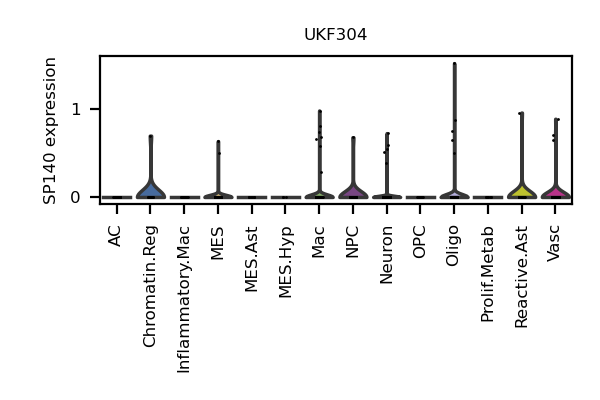 UKF304
SP140 expression
1
0
AC
Chromatin.Reg
Inflammatory.Mac
MES
MES.Ast
MES.Hyp
Mac
NPC
Neuron
OPC
Oligo
Prolif.Metab
Reactive.Ast
Vasc